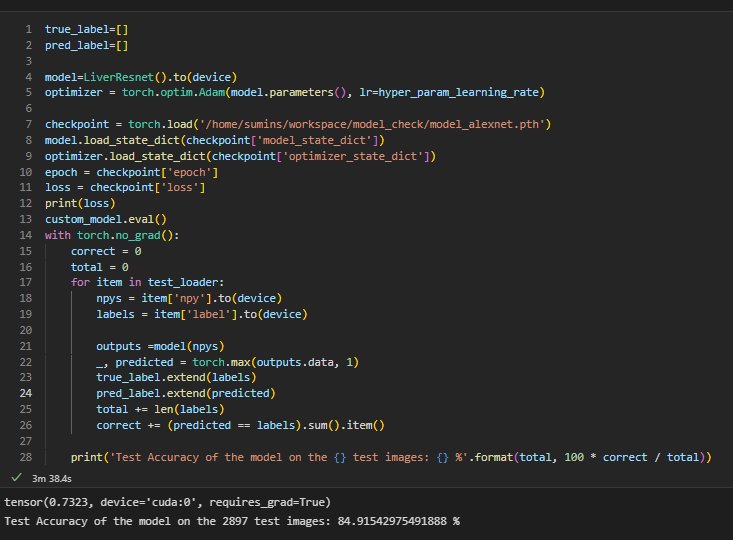 1 true_label=[]
2 pred_label=[]
3
4 model=LiverResnet().to(device)
5 optimizer = torch.optim.Adam(model.parameters(), lr=hyper_param_learning_rate)
6
7 checkpoint = torch.load('/home/sumins/workspace/model_check/model_alexnet.pth')
8 model.load_state_dict(checkpoint['model_state_dict'])
9 optimizer.load_state_dict(checkpoint['optimizer_state_dict'])
10 epoch = checkpoint['epoch']
11 loss = checkpoint['loss']
12 print(loss)
13 custom_model.eval()
14 with torch.no_grad():
15     correct = 0
16     total = 0
17     for item in test_loader:
18         npys = item['npy'].to(device)
19         labels = item['label'].to(device)
20
21         outputs =model(npys)
22         _, predicted = torch.max(outputs.data, 1)
23         true_label.extend(labels)
24         pred_label.extend(predicted)
25         total += len(labels)
26         correct += (predicted == labels).sum().item()
27
28     print('Test Accuracy of the model on the {} test images: {} %'.format(total, 100 * correct / total))
3m 38.4s
tensor(0.7323, device='cuda:0', requires_grad=True)
Test Accuracy of the model on the 2897 test images: 84.91542975491888 %